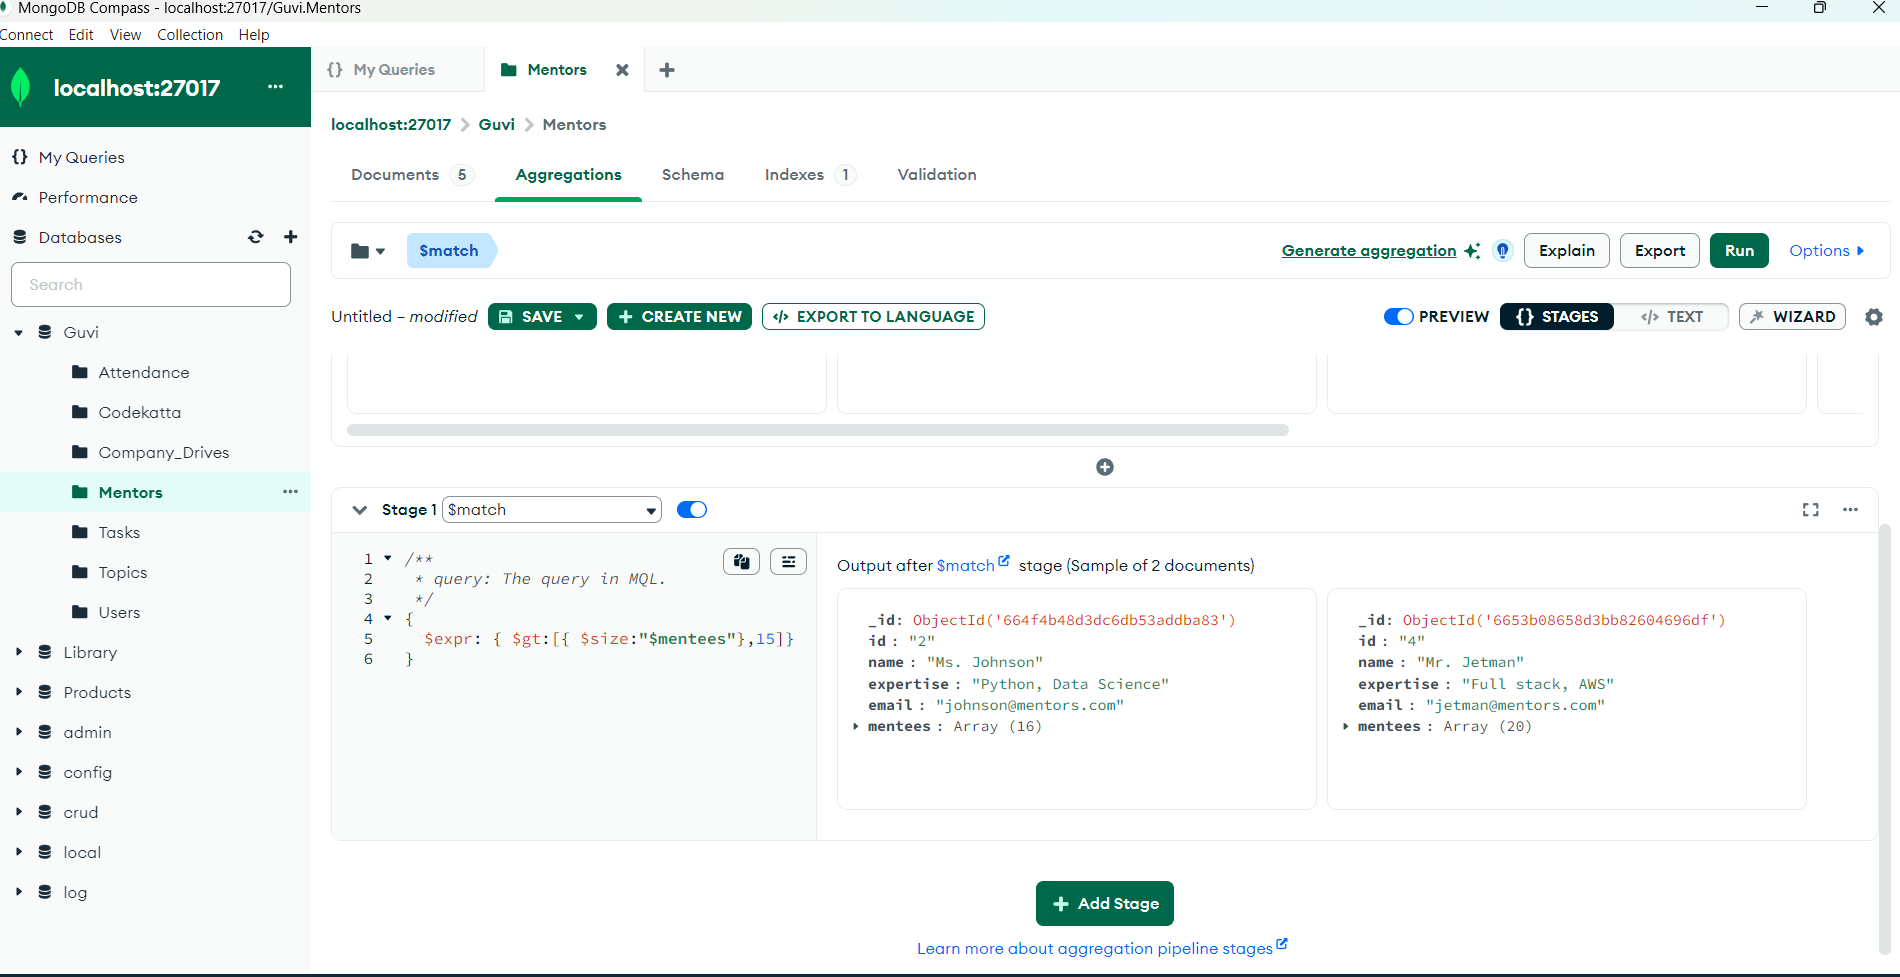 MongoDB Compass - localhost:27017/Guvi.Mentors
Connect Edit View Collection Help
localhost:27017 ...
{} My Queries
Mentors
localhost:27017 > Guvi > Mentors
Documents 5 Aggregations Schema Indexes 1 Validation
My Queries
Performance
Databases
Search
Guvi
Attendance
Codekatta
Company_Drives
Mentors ...
Tasks
Topics
Users
Library
Products
admin
config
crud
local
log
$match
Generate aggregation Explain Export Run Options
Untitled – modified SAVE + CREATE NEW </> EXPORT TO LANGUAGE
PREVIEW {} STAGES </> TEXT WIZARD
Stage 1 $match ...
1 /**
2 * query: The query in MQL.
3 */
4 {
5 $expr: { $gt:[{ $size:"$mentees"},15]}
6 }
Output after $match stage (Sample of 2 documents)
_id: ObjectId('664f4b48d3dc6db53addba83')
id : "2"
name : "Ms. Johnson"
expertise : "Python, Data Science"
email : "johnson@mentors.com"
mentees : Array (16)
_id: ObjectId('6653b08658d3bb82604696df')
id : "4"
name : "Mr. Jetman"
expertise : "Full stack, AWS"
email : "jetman@mentors.com"
mentees : Array (20)
+ Add Stage
Learn more about aggregation pipeline stages